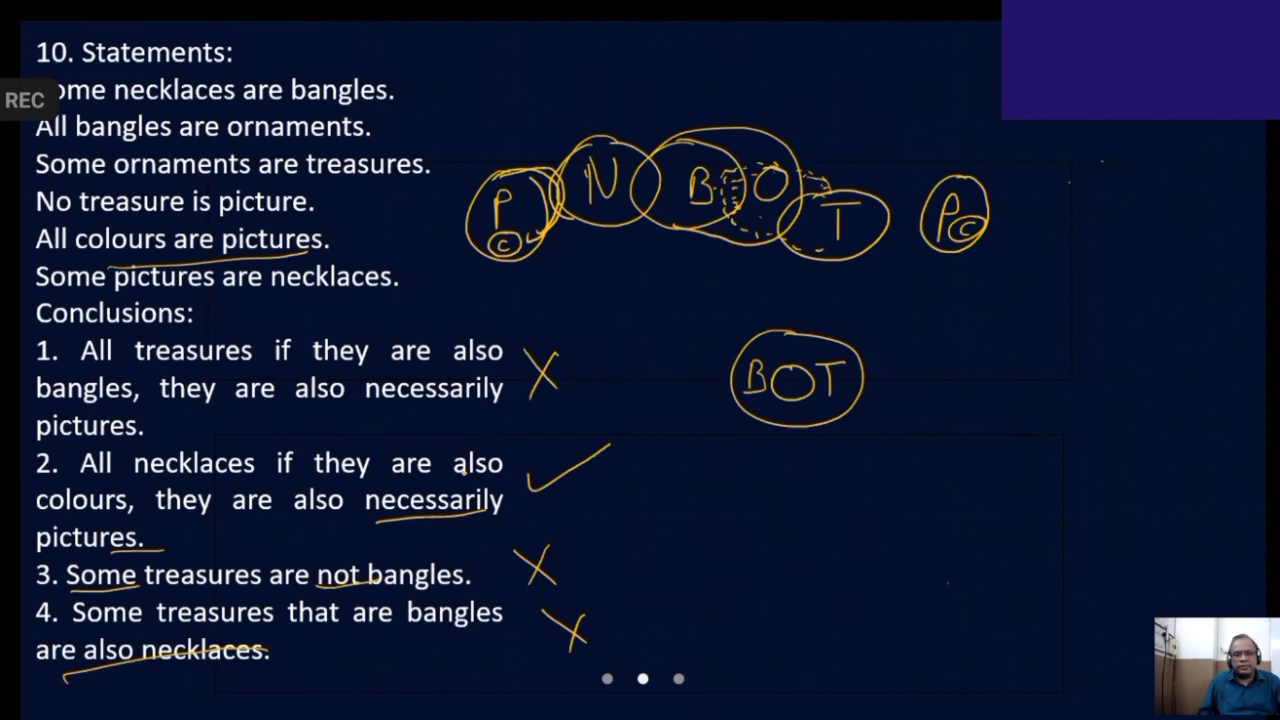 10. Statements:
ome necklaces are bangles.
REC
All bangles are ornaments.
Some ornaments are treasures.
No treasure is picture.
All colours are pictures.
Some pictures are necklaces.
Conclusions:
1. All treasures if they are also
bangles, they are also necessarily
pictures.
2. All necklaces if they are also
colours, they are also necessarily
pictures.
3. Some treasures are not bangles.
4. Some treasures that are bangles
are also necklaces.
P N B O T P
C C
B O T